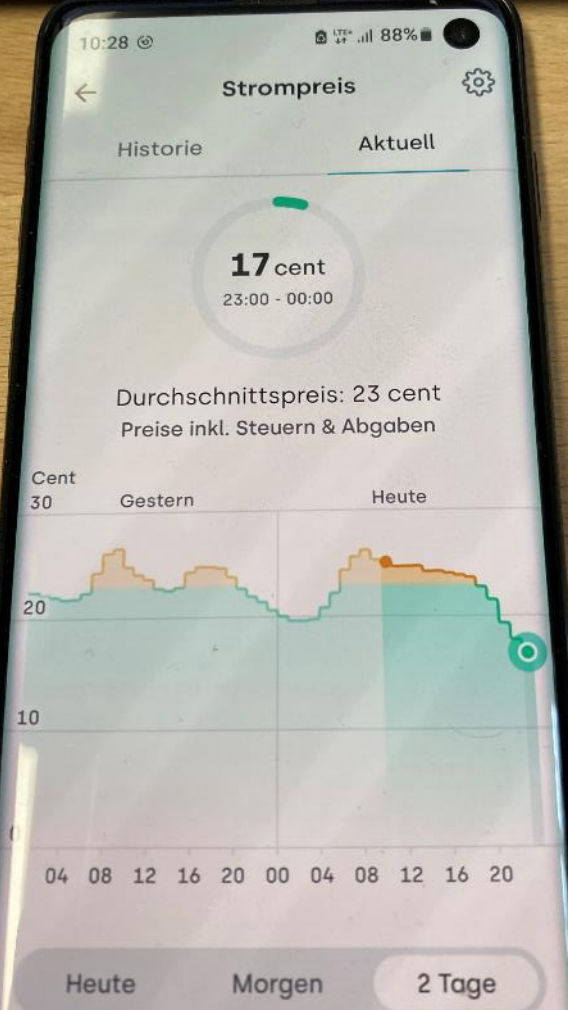 10:28
LTE+ 88%
Strompreis
Historie Aktuell
17 cent
23:00 - 00:00
Durchschnittspreis: 23 cent
Preise inkl. Steuern & Abgaben
Cent
30 Gestern Heute
20
10
0
04 08 12 16 20 00 04 08 12 16 20
Heute Morgen 2 Tage